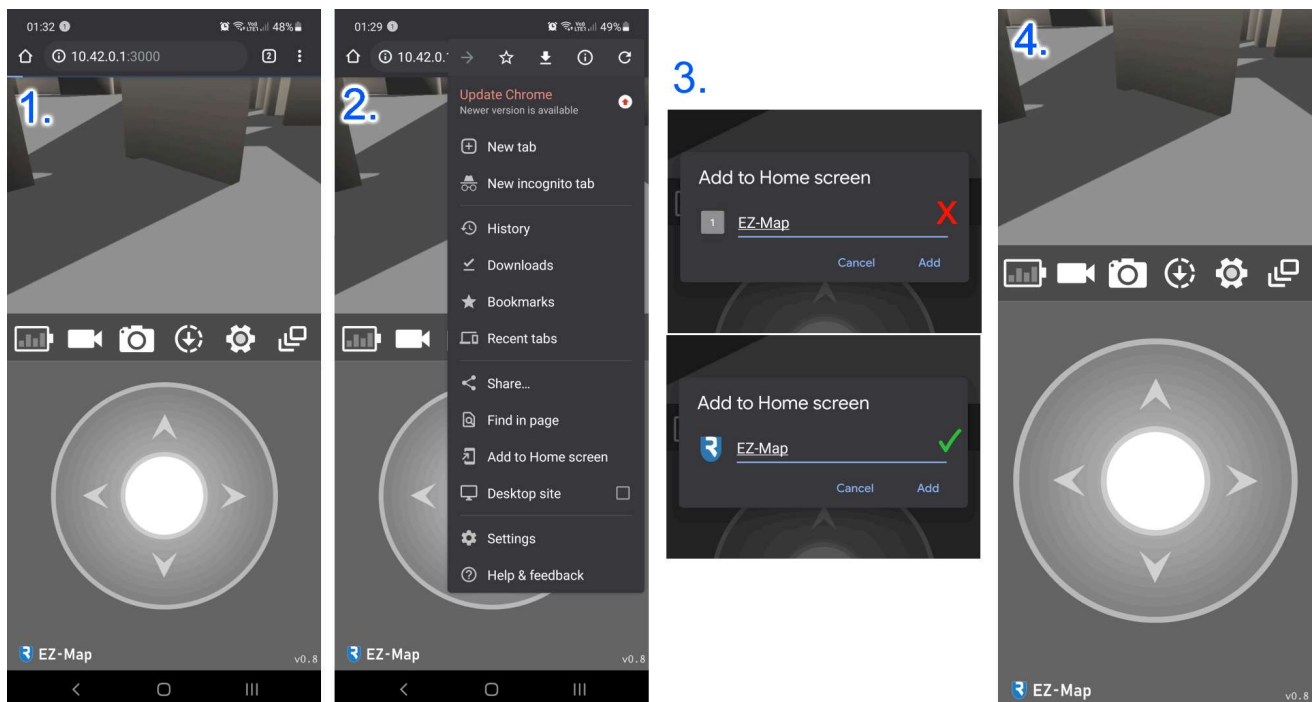 01:32 1
48%
10.42.0.1:3000
2
1.
EZ-Map
v0.8
01:29 1
49%
10.42.0.
2.
Update Chrome
Newer version is available
New tab
New incognito tab
History
Downloads
Bookmarks
Recent tabs
Share...
Find in page
Add to Home screen
Desktop site
Settings
Help & feedback
EZ-Map
v0.8
3.
Add to Home screen
1
EZ-Map
X
Cancel Add
Add to Home screen
EZ-Map
Cancel Add
4.
EZ-Map
v0.8